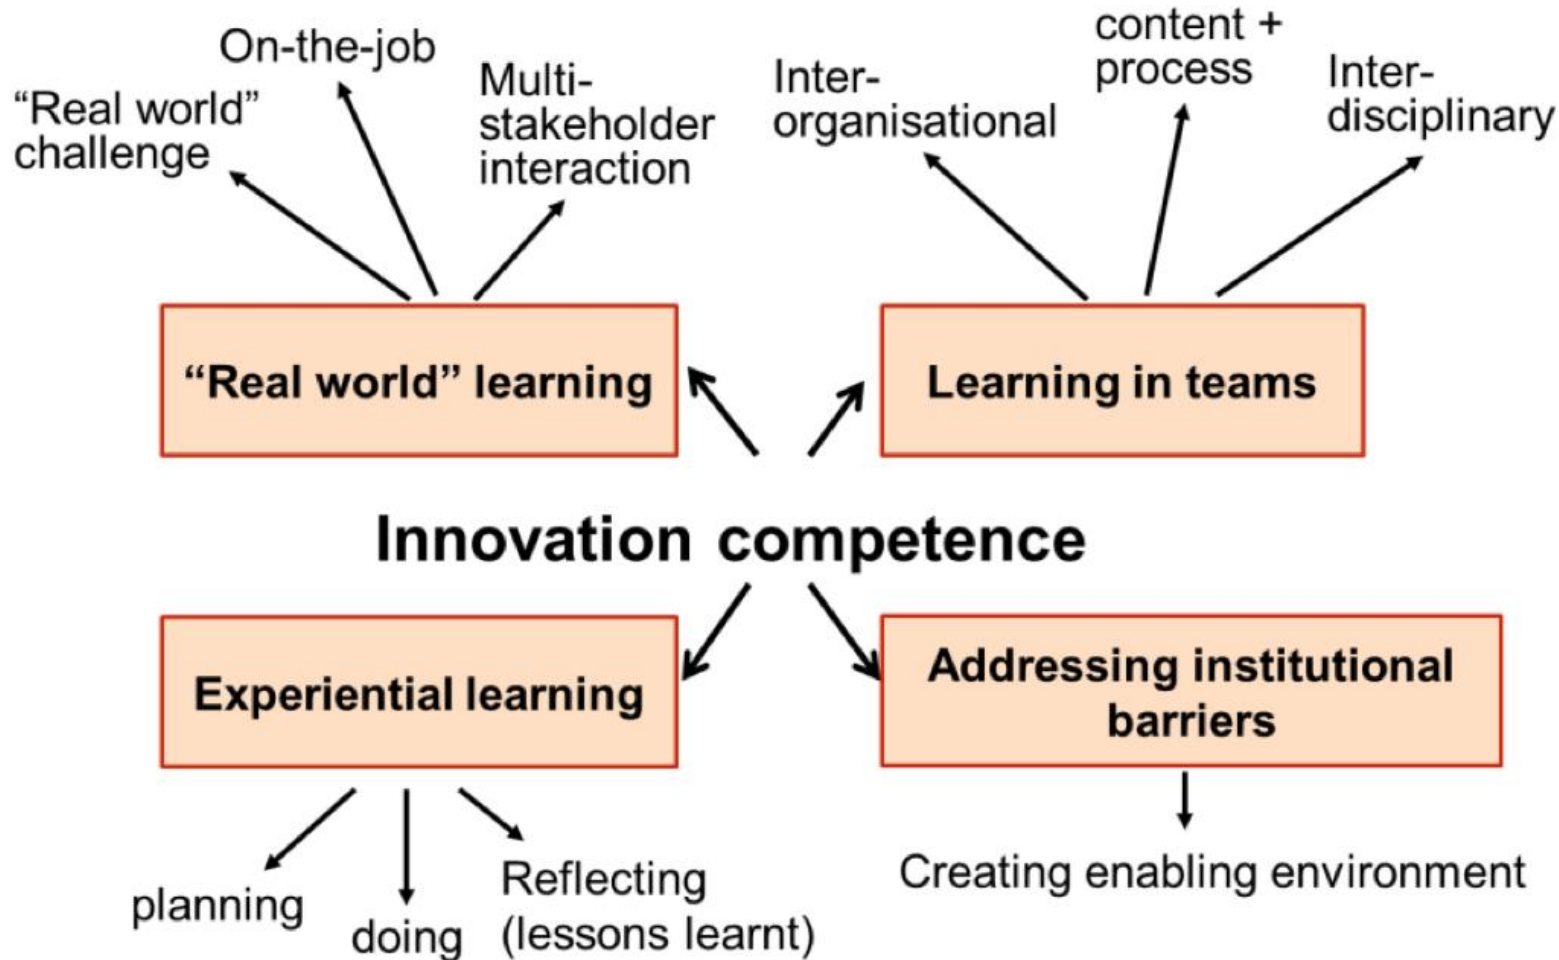 On-the-job
"Real world"
challenge
Multi-
stakeholder
interaction
Inter-
organisational
content +
process
Inter-
disciplinary
"Real world" learning
Learning in teams
Innovation competence
Experiential learning
Addressing institutional
barriers
planning
doing
Reflecting
(lessons learnt)
Creating enabling environment